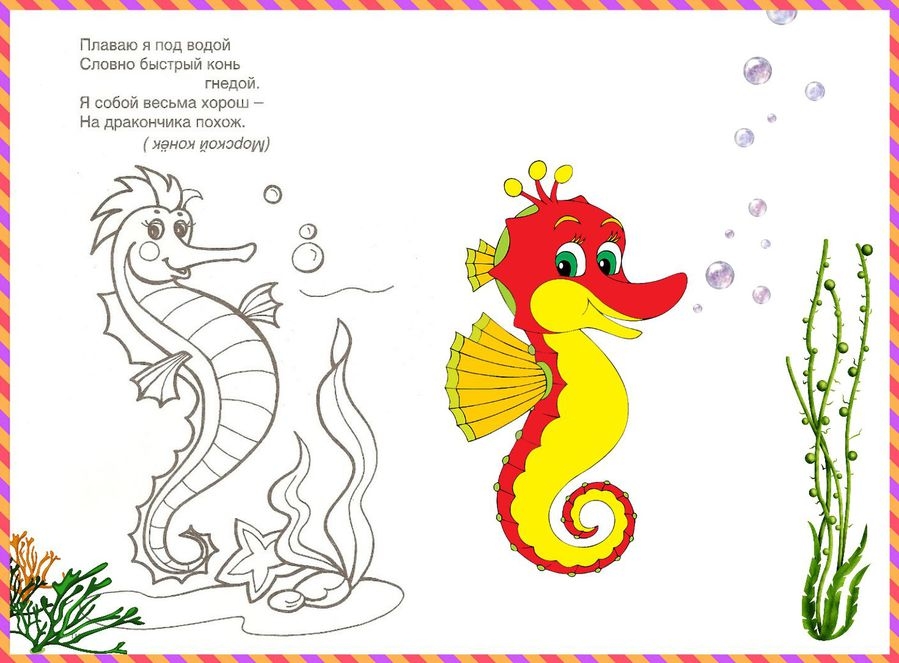 Плаваю я под водой
Словно быстрый конь
гнедой.
Я собой весьма хорош –
На дракончика похож.
(Морской конёк )